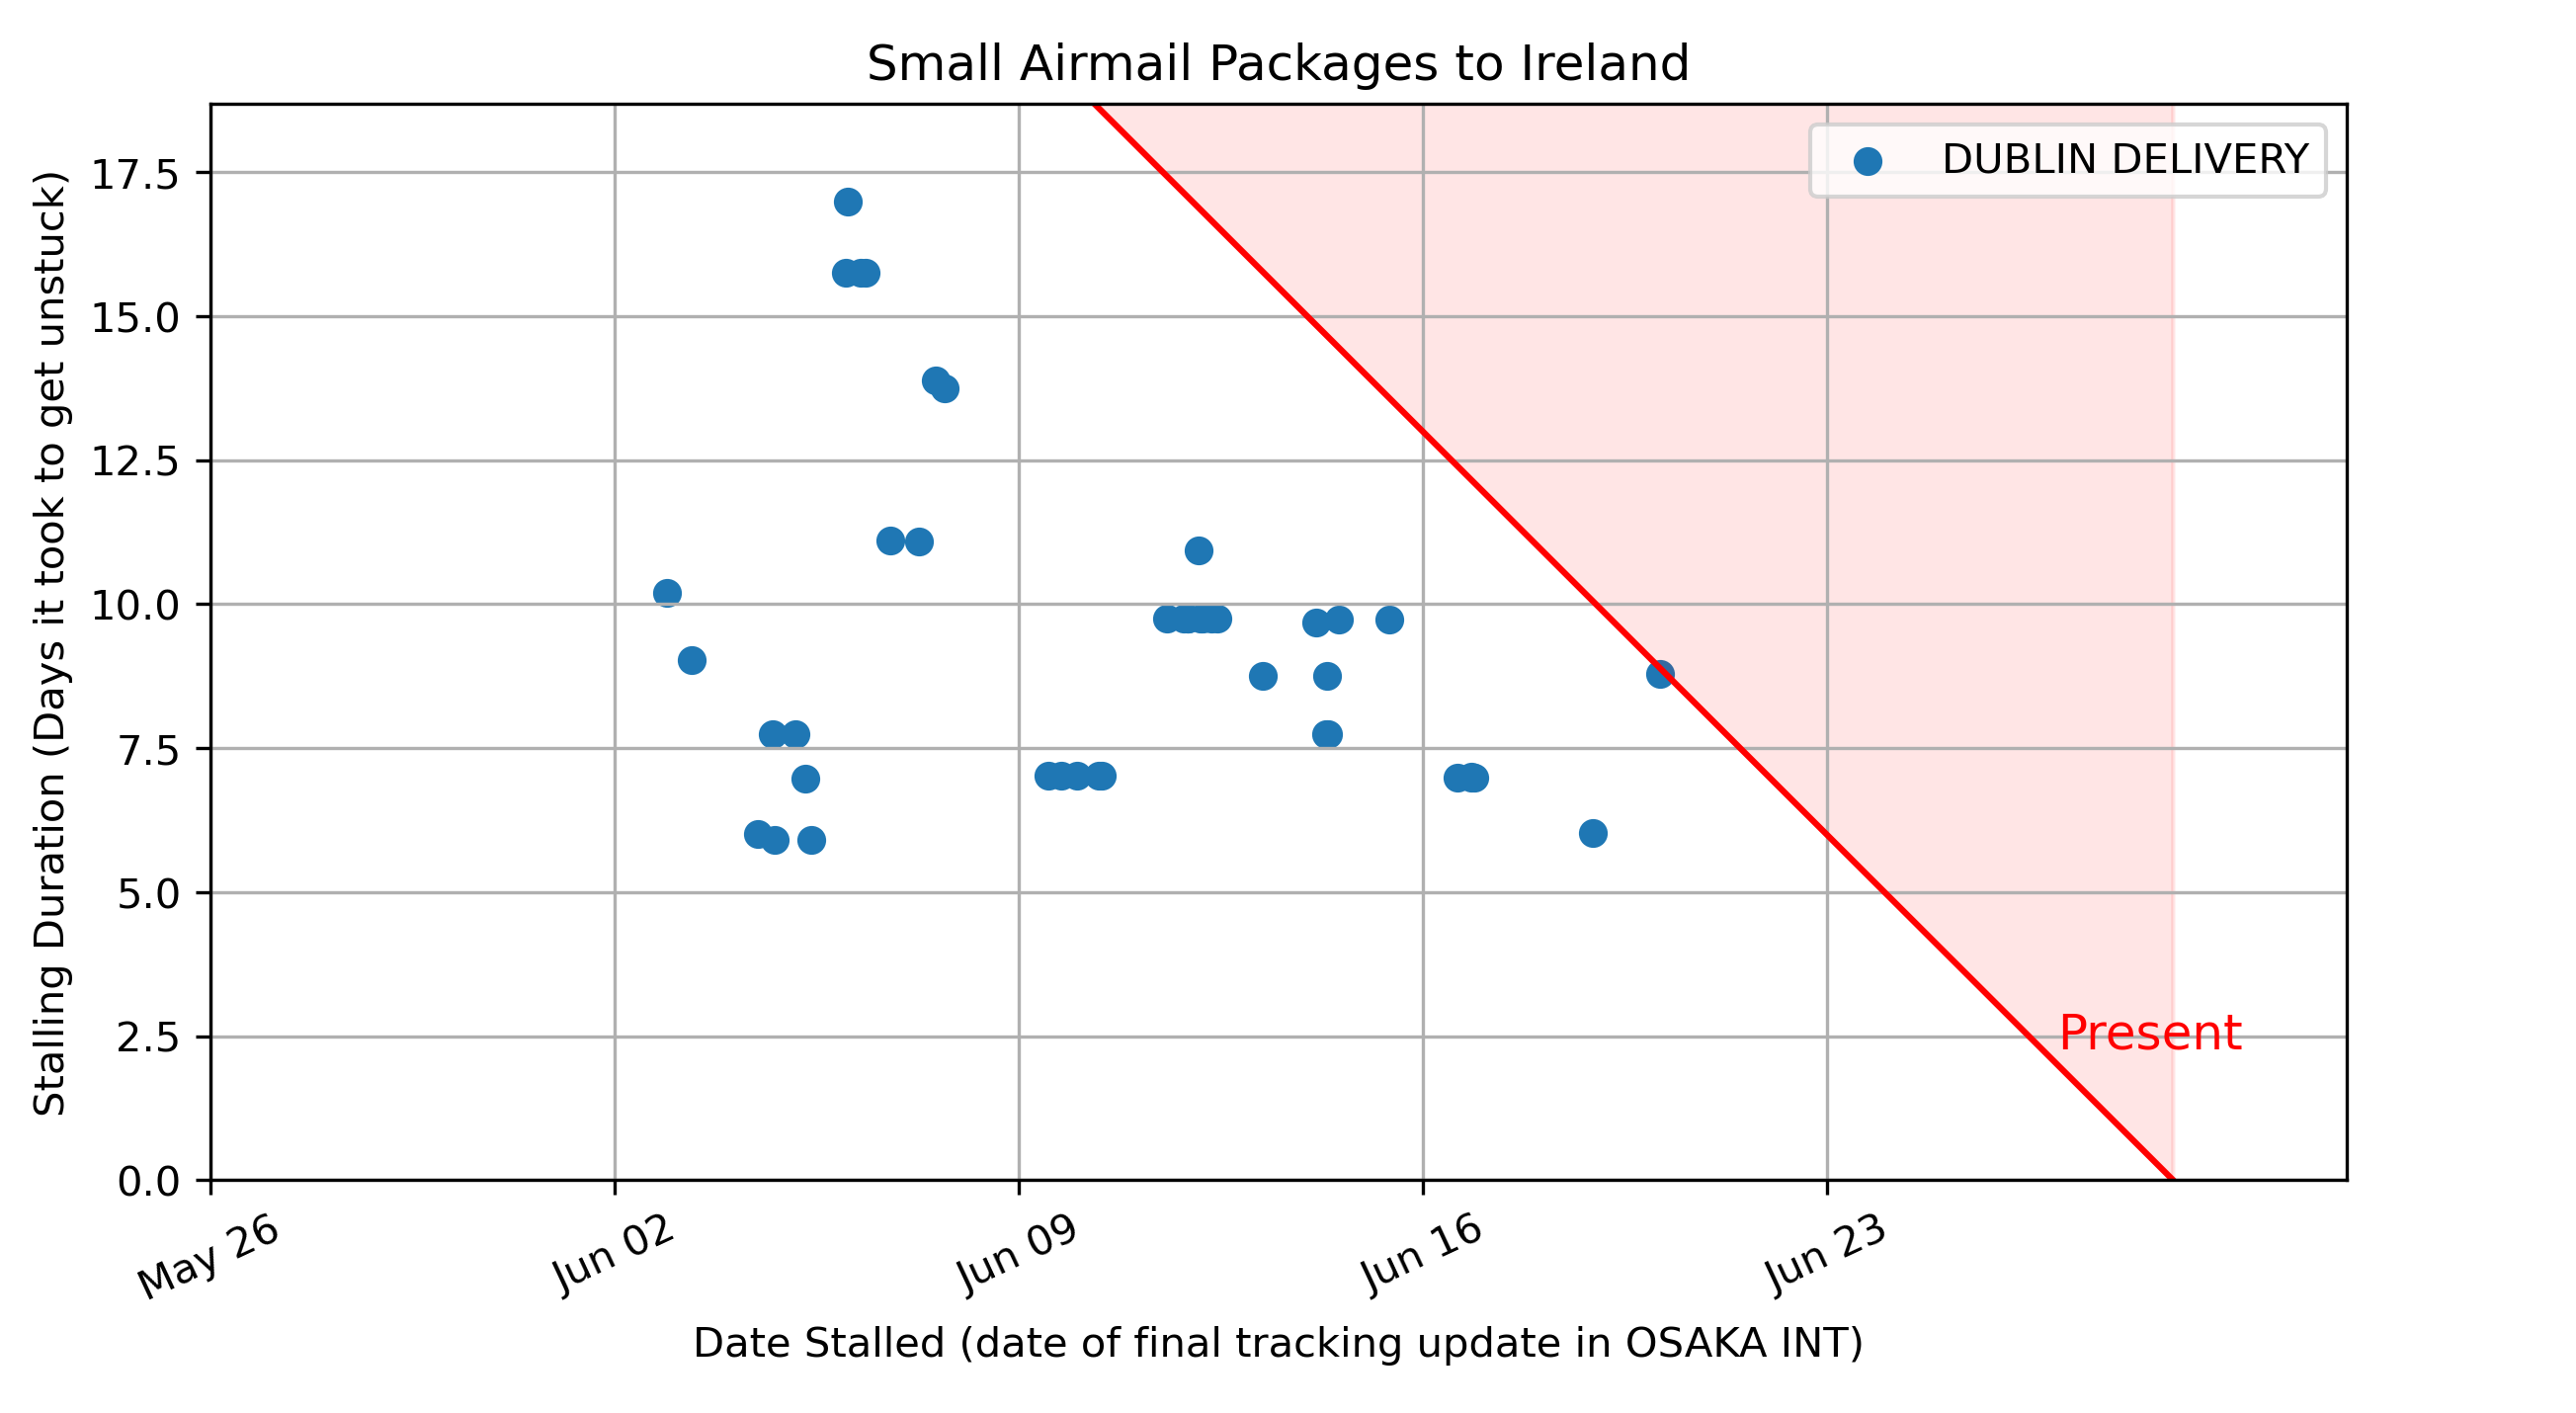 Small Airmail Packages to Ireland
DUBLIN DELIVERY
Stalling Duration (Days it took to get unstuck)
17.5
15.0
12.5
10.0
7.5
5.0
2.5
0.0
Present
May 26
Jun 02
Jun 09
Jun 16
Jun 23
Date Stalled (date of final tracking update in OSAKA INT)